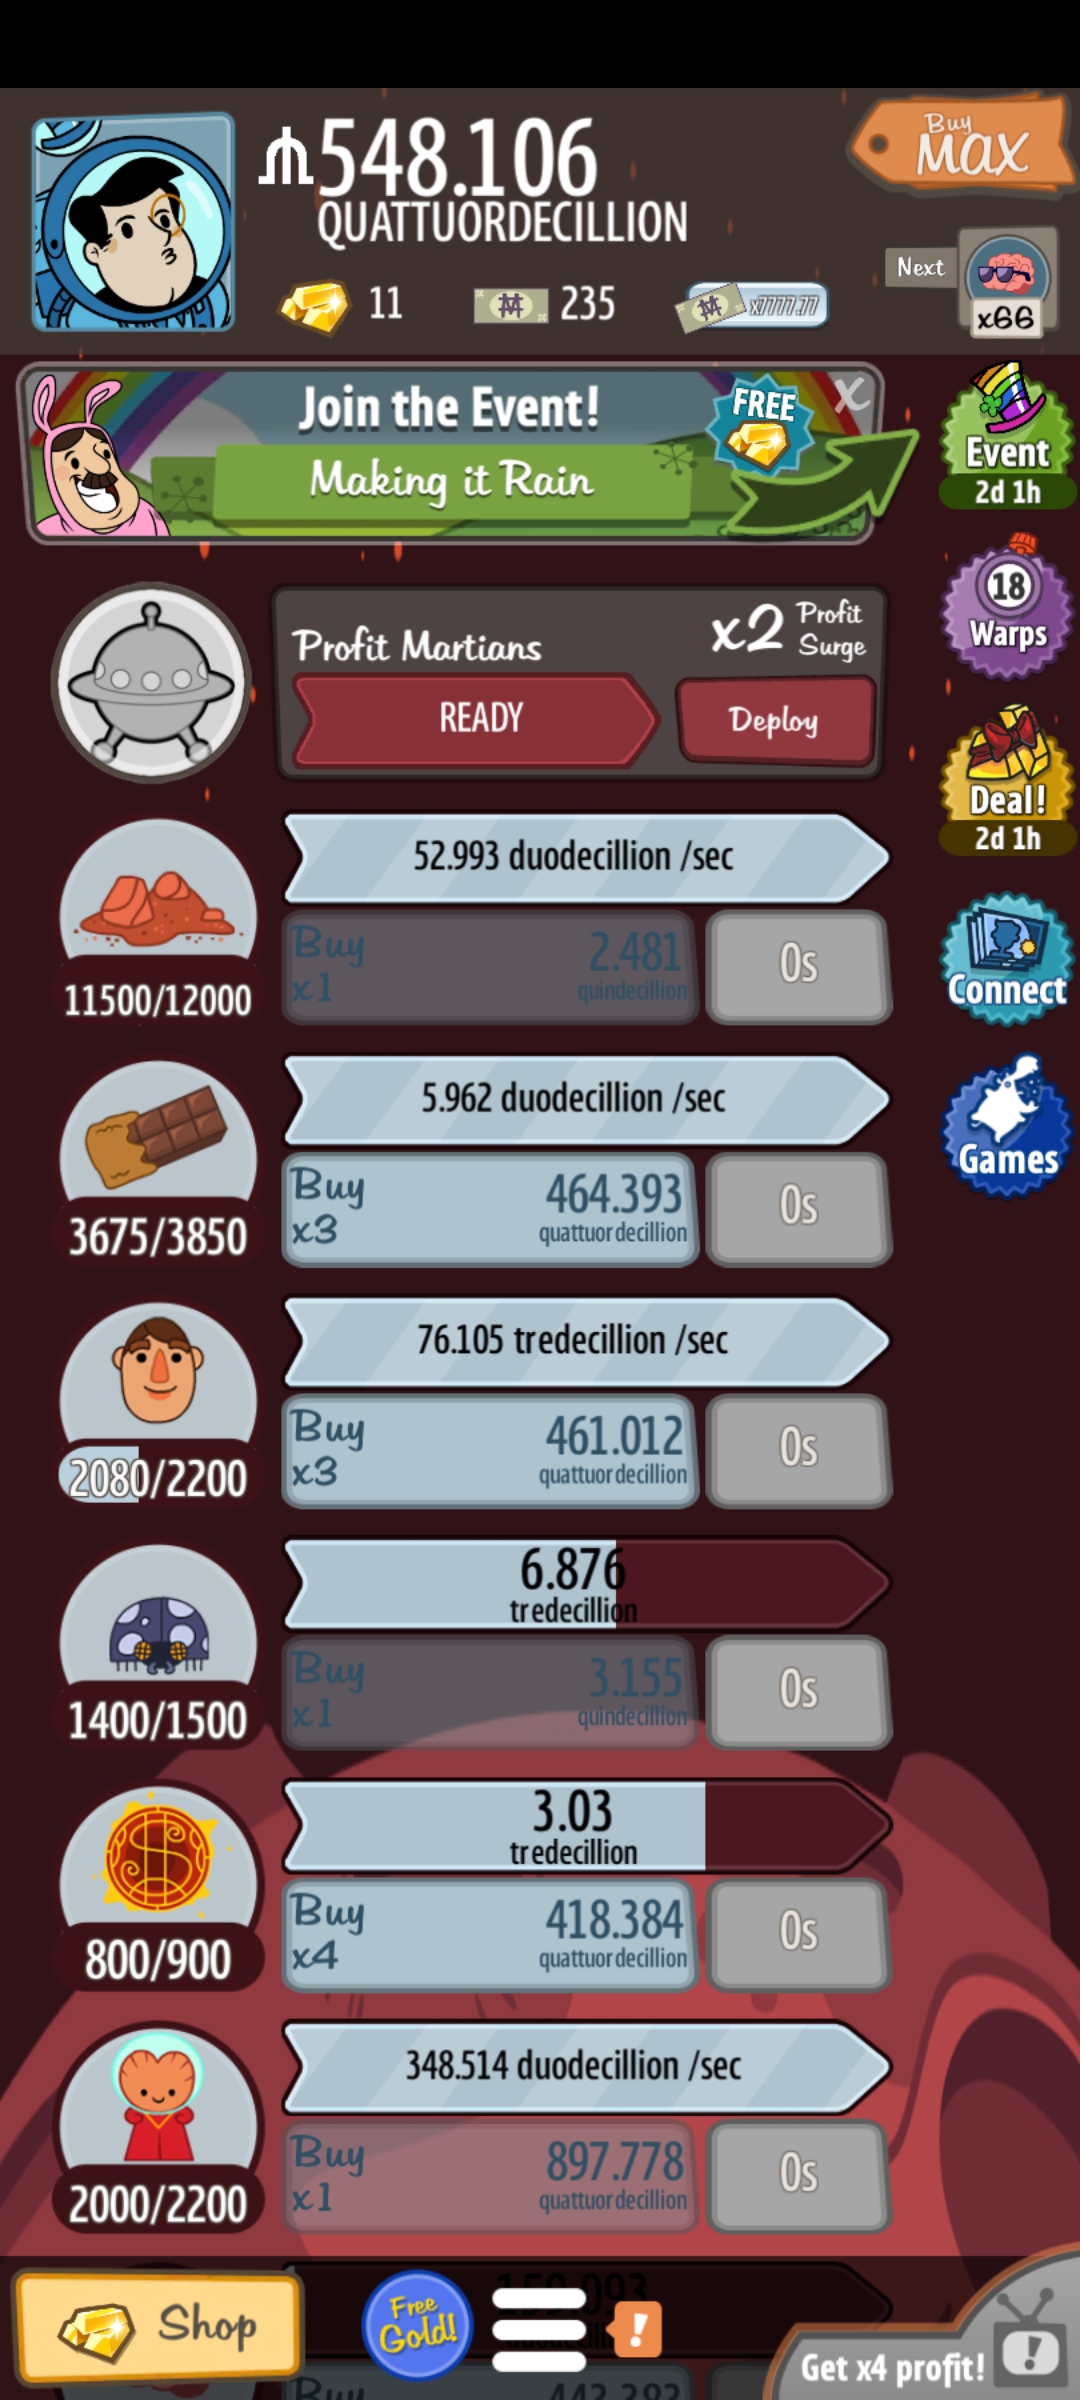 548.106
QUATTUORDECILLION
Buy
MAX
11
235
x7777.77
Next
x66
Join the Event!
Making it Rain
FREE
X
Event
2d 1h
Profit Martians
x2 Profit
Surge
READY
Deploy
18
Warps
52.993 duodecillion /sec
Buy
x1
2.481
quindecillion
0s
11500/12000
Deal!
2d 1h
Connect
5.962 duodecillion /sec
Buy
x3
464.393
quattuordecillion
0s
3675/3850
Games
76.105 tredecillion /sec
Buy
x3
461.012
quattuordecillion
0s
2080/2200
6.876
tredecillion
Buy
x1
3.155
quindecillion
0s
1400/1500
3.03
tredecillion
Buy
x4
418.384
quattuordecillion
0s
800/900
348.514 duodecillion /sec
Buy
x1
897.778
quattuordecillion
0s
2000/2200
159.093
Shop
Free
Gold!
!
Get x4 profit!
!
Buy
443.383